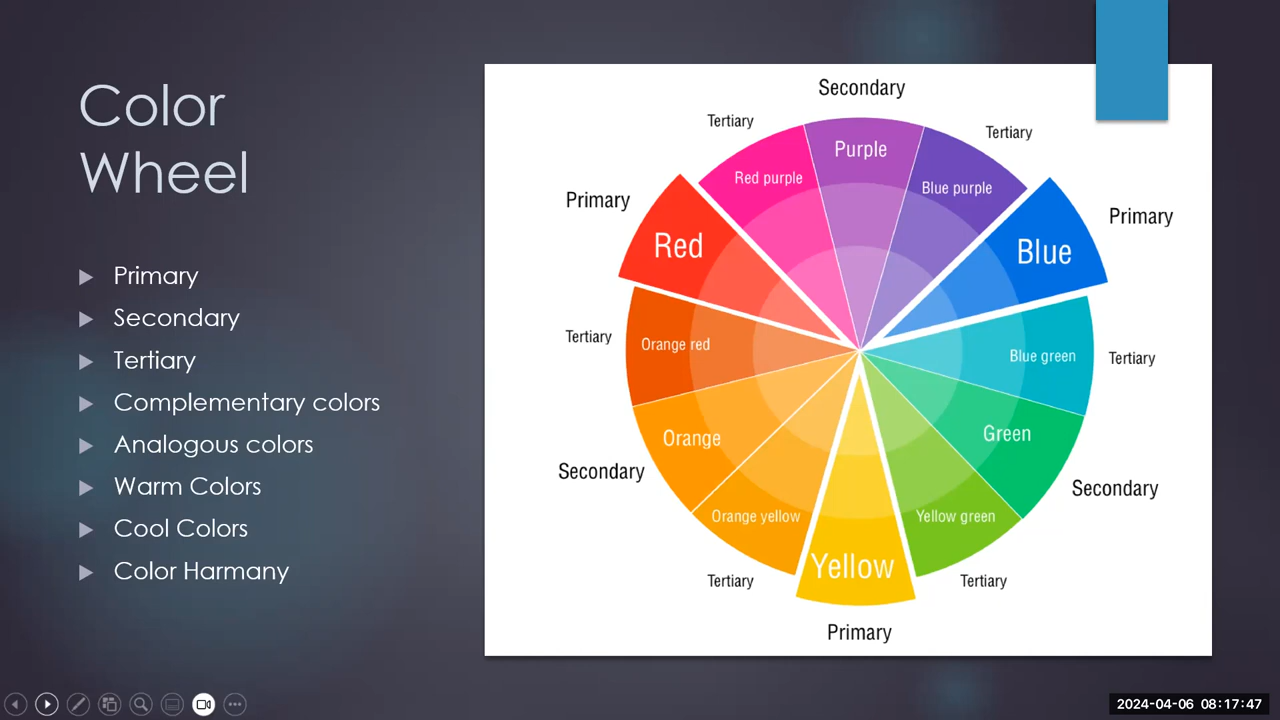 Color
Wheel
Primary
Secondary
Tertiary
Complementary colors
Analogous colors
Warm Colors
Cool Colors
Color Harmany
Secondary
Tertiary
Tertiary
Purple
Red purple
Blue purple
Primary
Primary
Red
Blue
Tertiary
Orange red
Blue green
Tertiary
Orange
Green
Secondary
Secondary
Orange yellow
Yellow green
Yellow
Tertiary
Tertiary
Primary
2024-04-06 08:17:47